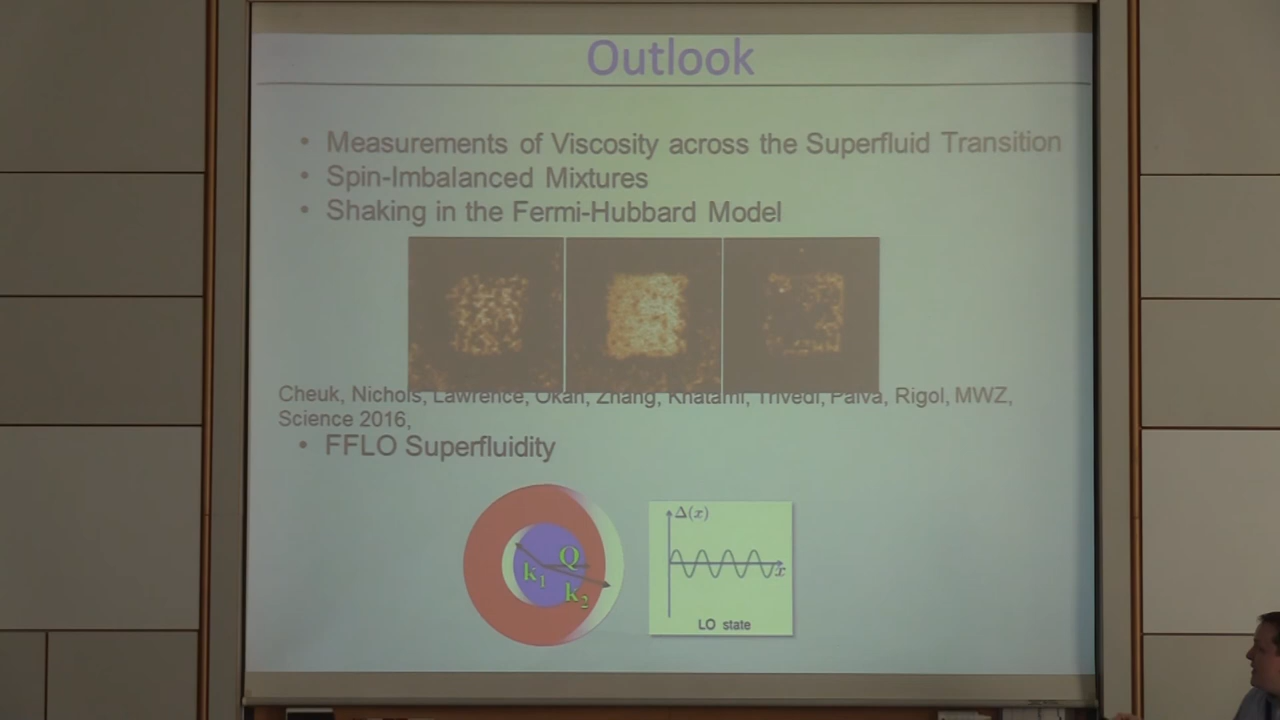 Outlook
• Measurements of Viscosity across the Superfluid Transition
• Spin-Imbalanced Mixtures
• Shaking in the Fermi-Hubbard Model
Cheuk, Nichols, Lawrence, Okan, Zhang, Khatami, Trivedi, Paiva, Rigol, MWZ,
Science 2016,
• FFLO Superfluidity
Δ(x)
Q
k₁
x
k₂
LO state